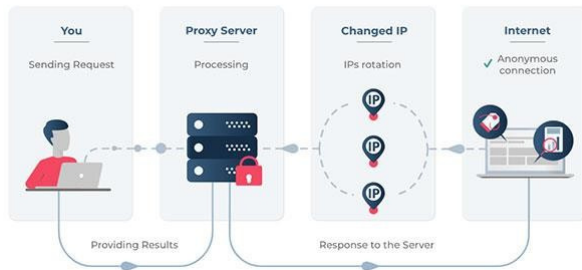 You
Sending Request
Proxy Server
Processing
Changed IP
IPs rotation
Internet
Anonymous
connection
IP
IP
IP
Providing Results
Response to the Server